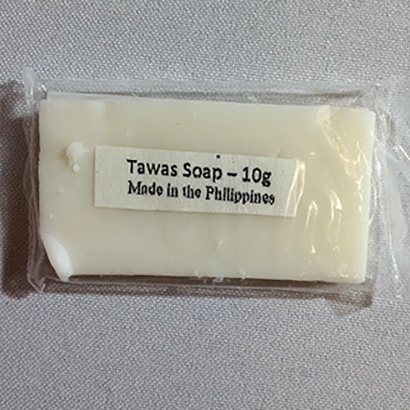 Tawas Soap – 10g
Made in the Philippines